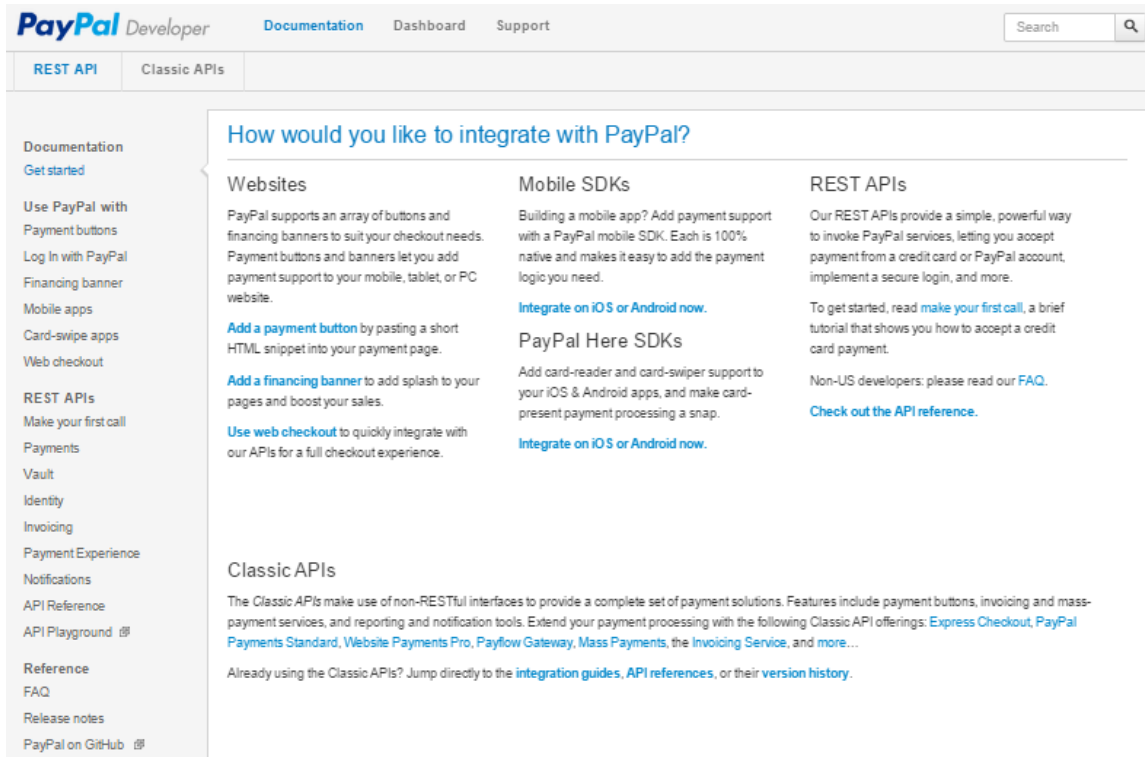 PayPal Developer
Documentation
Dashboard
Support
Search
REST API
Classic APIs
Documentation
Get started
Use PayPal with
Payment buttons
Log In with PayPal
Financing banner
Mobile apps
Card-swipe apps
Web checkout
REST APIs
Make your first call
Payments
Vault
Identity
Invoicing
Payment Experience
Notifications
API Reference
API Playground
Reference
FAQ
Release notes
PayPal on GitHub
How would you like to integrate with PayPal?
Websites
PayPal supports an array of buttons and
financing banners to suit your checkout needs.
Payment buttons and banners let you add
payment support to your mobile, tablet, or PC
website.
Add a payment button by pasting a short
HTML snippet into your payment page.
Add a financing banner to add splash to your
pages and boost your sales.
Use web checkout to quickly integrate with
our APIs for a full checkout experience.
Mobile SDKs
Building a mobile app? Add payment support
with a PayPal mobile SDK. Each is 100%
native and makes it easy to add the payment
logic you need.
Integrate on iOS or Android now.
PayPal Here SDKs
Add card-reader and card-swiper support to
your iOS & Android apps, and make card-
present payment processing a snap.
Integrate on iOS or Android now.
REST APIs
Our REST APIs provide a simple, powerful way
to invoke PayPal services, letting you accept
payment from a credit card or PayPal account,
implement a secure login, and more.
To get started, read make your first call, a brief
tutorial that shows you how to accept a credit
card payment.
Non-US developers: please read our FAQ.
Check out the API reference.
Classic APIs
The Classic APIs make use of non-RESTful interfaces to provide a complete set of payment solutions. Features include payment buttons, invoicing and mass-
payment services, and reporting and notification tools. Extend your payment processing with the following Classic API offerings: Express Checkout, PayPal
Payments Standard, Website Payments Pro, Payflow Gateway, Mass Payments, the Invoicing Service, and more…
Already using the Classic APIs? Jump directly to the integration guides, API references, or their version history.